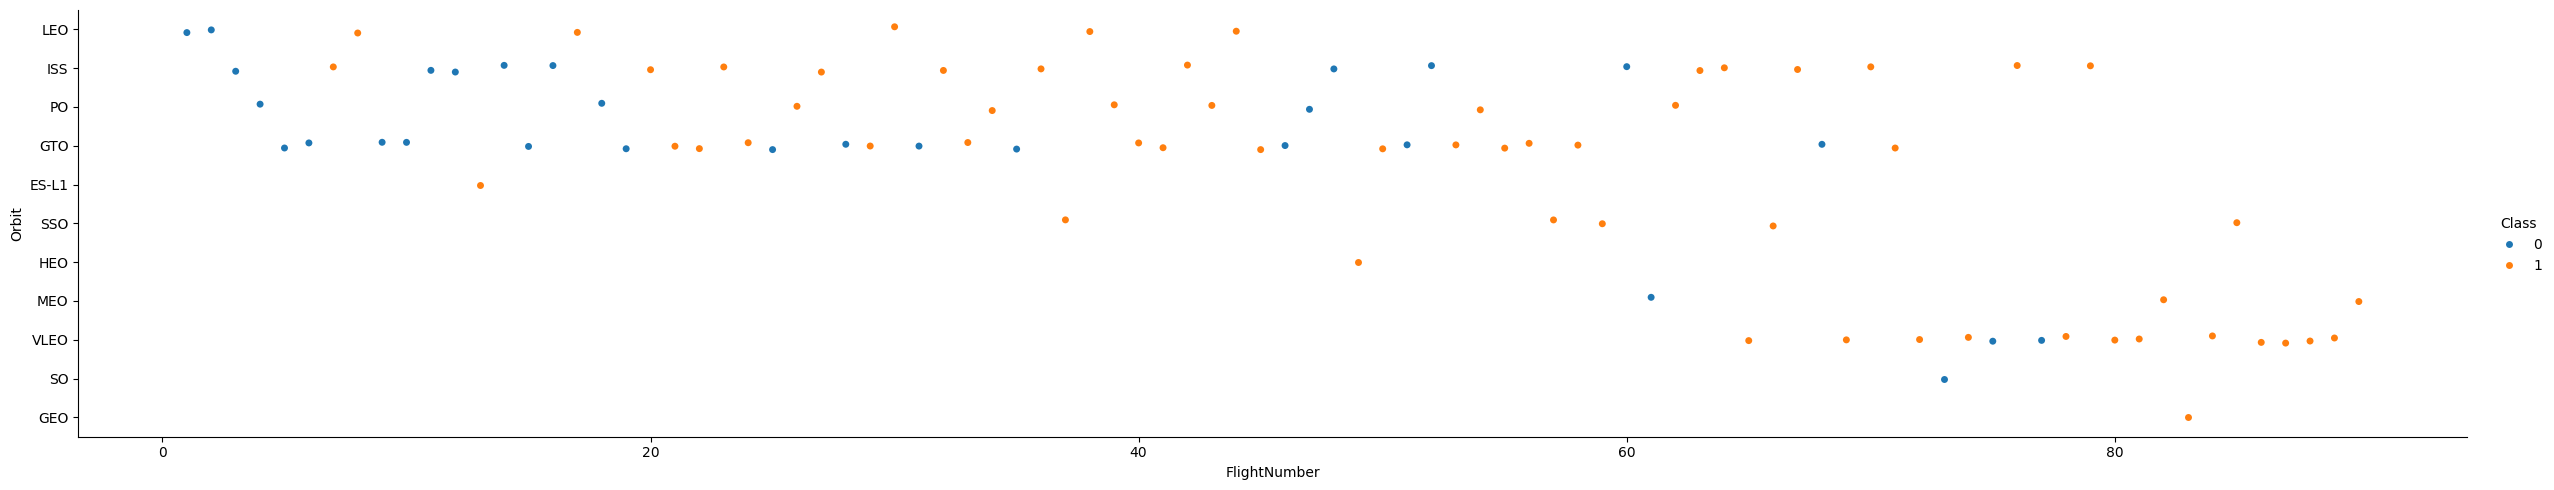 LEO
ISS
PO
GTO
ES-L1
SSO
HEO
MEO
VLEO
SO
GEO
Orbit
0
20
40
60
80
FlightNumber
Class
0
1